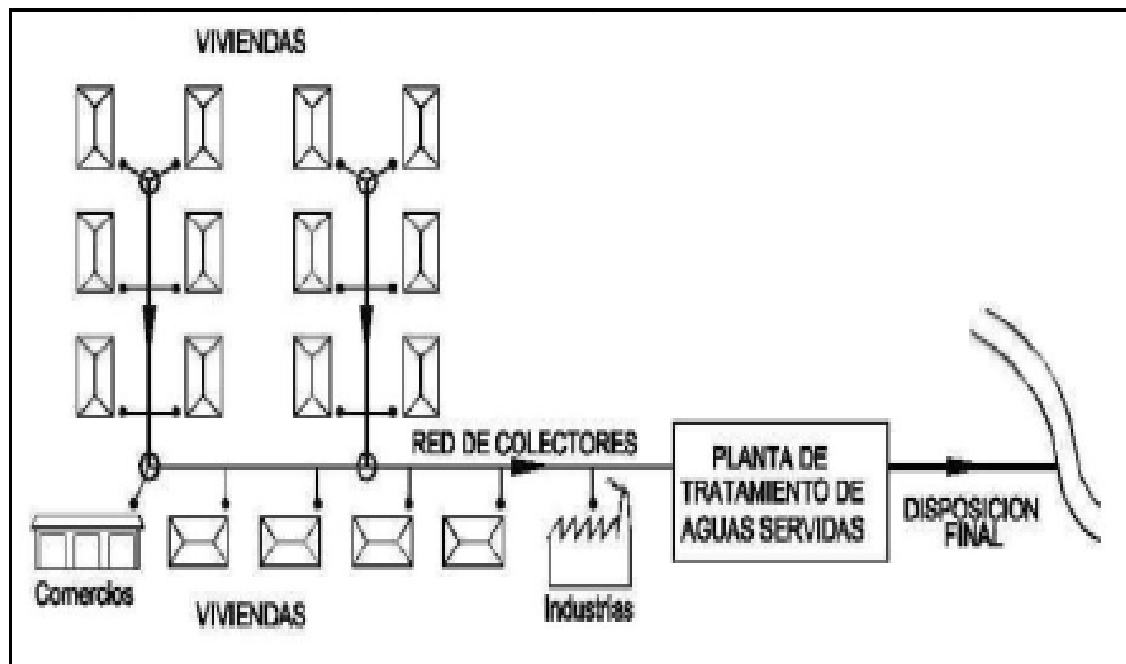 VIVIENDAS
RED DE COLECTORES
PLANTA DE
TRATAMIENTO DE
AGUAS SERVIDAS
DISPOSICION
FINAL
Comercios
VIVIENDAS
Industrias